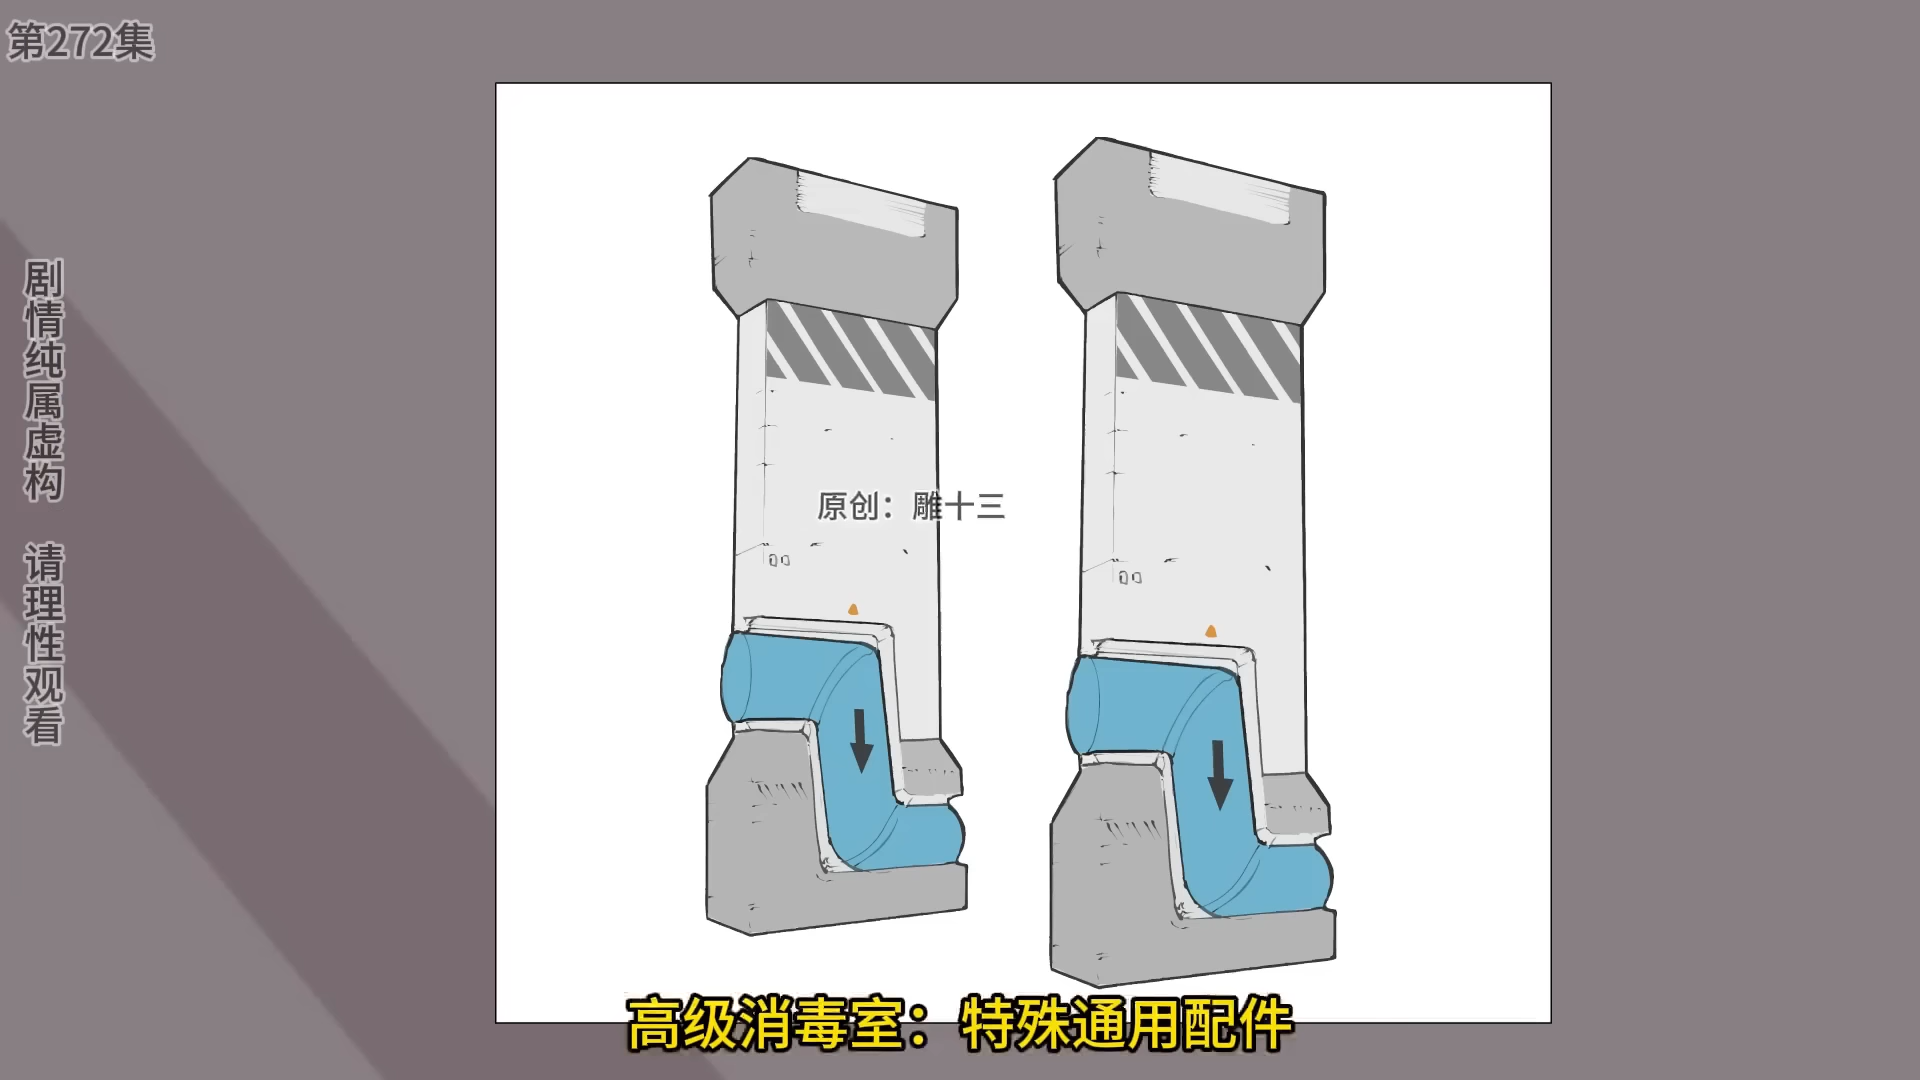 第272集
剧情纯属虚构 请理性观看
原创：雕十三
高级消毒室：特殊通用配件